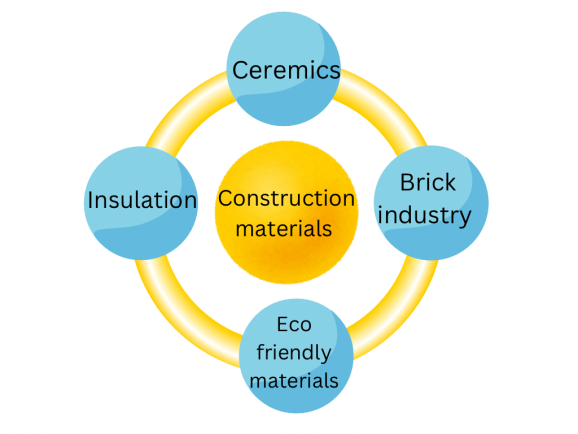 Ceremics
Insulation
Construction
materials
Brick
industry
Eco
friendly
materials